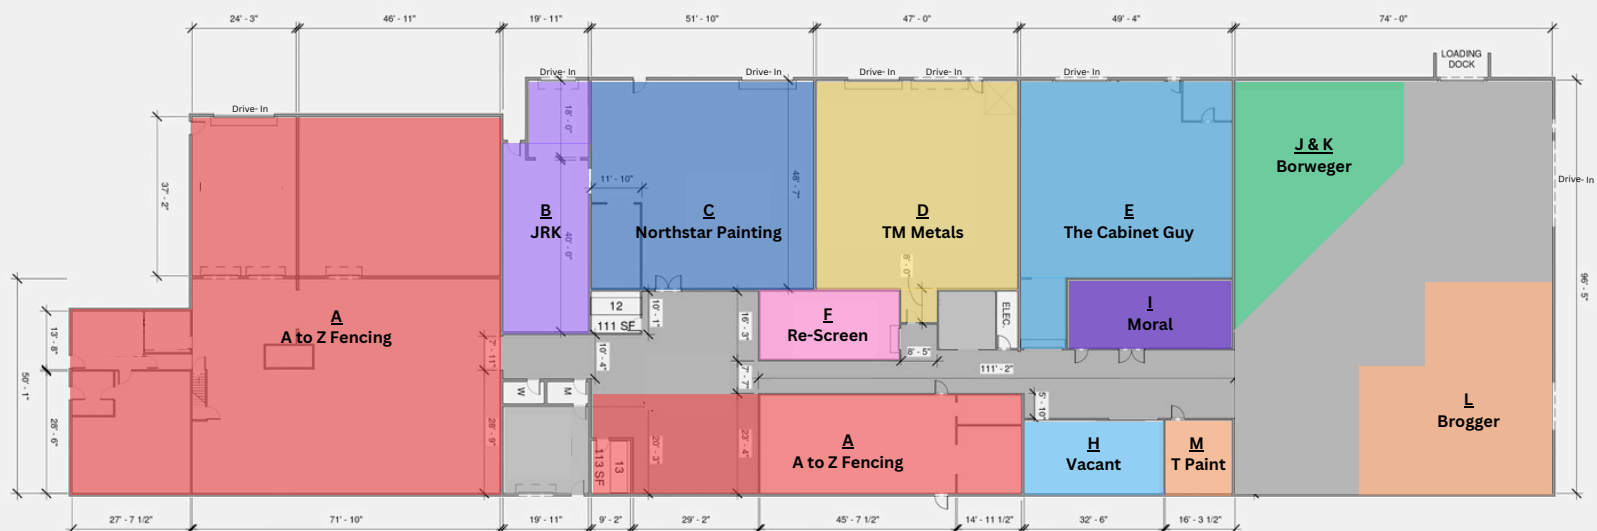 24' - 3"
46' - 11"
19' - 11"
51' - 10"
47' - 0"
49' - 4"
74' - 0"
LOADING
DOCK
Drive- In
Drive- In
Drive- In
Drive- In
Drive- In
Drive- In
Drive- In
18' - 0"
37' - 2"
11' - 10"
48' - 7"
J & K
Borweger
B
JRK
40' - 0"
C
Northstar Painting
D
TM Metals
E
The Cabinet Guy
8' - 0"
96' - 5"
A
A to Z Fencing
12
111 SF
10' - 1"
16' - 3"
F
Re-Screen
ELEC.
I
Moral
13' - 8"
7' - 11"
10' - 4"
8' - 5"
7' - 7"
111' - 2"
50' - 1"
W
M
5' - 10"
28' - 6"
28' - 9"
113 SF
13
20' - 3"
23' - 4"
A
A to Z Fencing
H
Vacant
M
T Paint
L
Brogger
27' - 7 1/2"
71' - 10"
19' - 11"
9' - 2"
29' - 2"
45' - 7 1/2"
14' - 11 1/2"
32' - 6"
16' - 3 1/2"